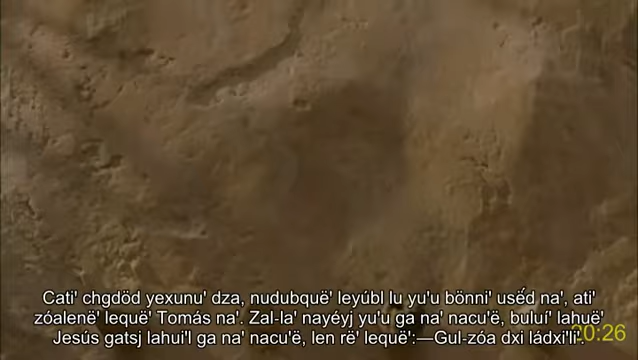 Cati' chgdöd yexunu' dza, nudubquë' leyúbl lu yu'u bönni' usë́d na', ati'
zóalenë' lequë' Tomás na'. Zal-la' nayéyj yu'u ga na' nacu'ë, buluí' lahuë'
Jesús gatsj lahui'l ga na' nacu'ë, len rë' lequë':—Gul-zóa dxi ládxi'li'.
20:26